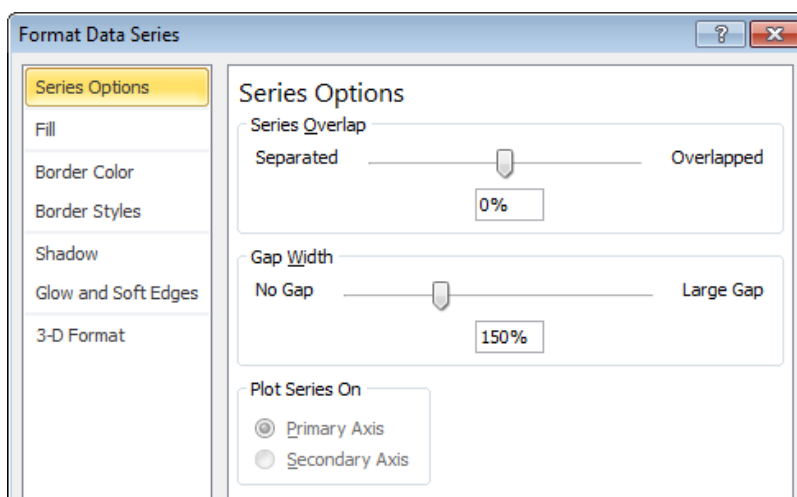 Format Data Series
Series Options
Fill
Border Color
Border Styles
Shadow
Glow and Soft Edges
3-D Format
Series Options
Series Overlap
Separated Overlapped
0%
Gap Width
No Gap Large Gap
150%
Plot Series On
Primary Axis
Secondary Axis